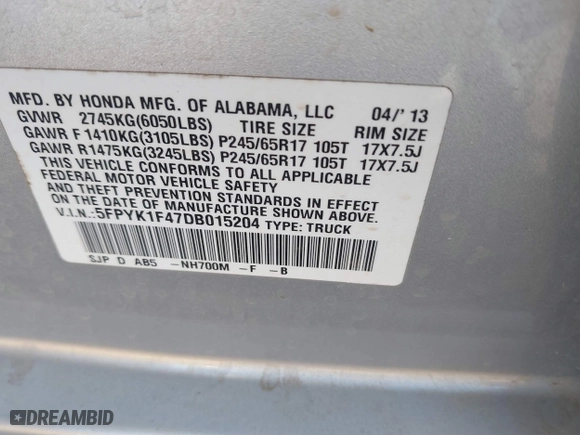 MFD. BY HONDA MFG. OF ALABAMA, LLC 04/'13
GVWR 2745KG(6050LBS) TIRE SIZE RIM SIZE
GAWR F 1410KG(3105LBS) P245/65R17 105T 17X7.5J
GAWR R1475KG(3245LBS) P245/65R17 105T 17X7.5J
THIS VEHICLE CONFORMS TO ALL APPLICABLE
FEDERAL MOTOR VEHICLE SAFETY
AND THEFT PREVENTION STANDARDS IN EFFECT
ON THE DATE OF MANUFACTURE SHOWN ABOVE.
V.I.N.:5FPYK1F47DB015204 TYPE: TRUCK
SJP D AB5 -NH700M -F -B
DREAMBID